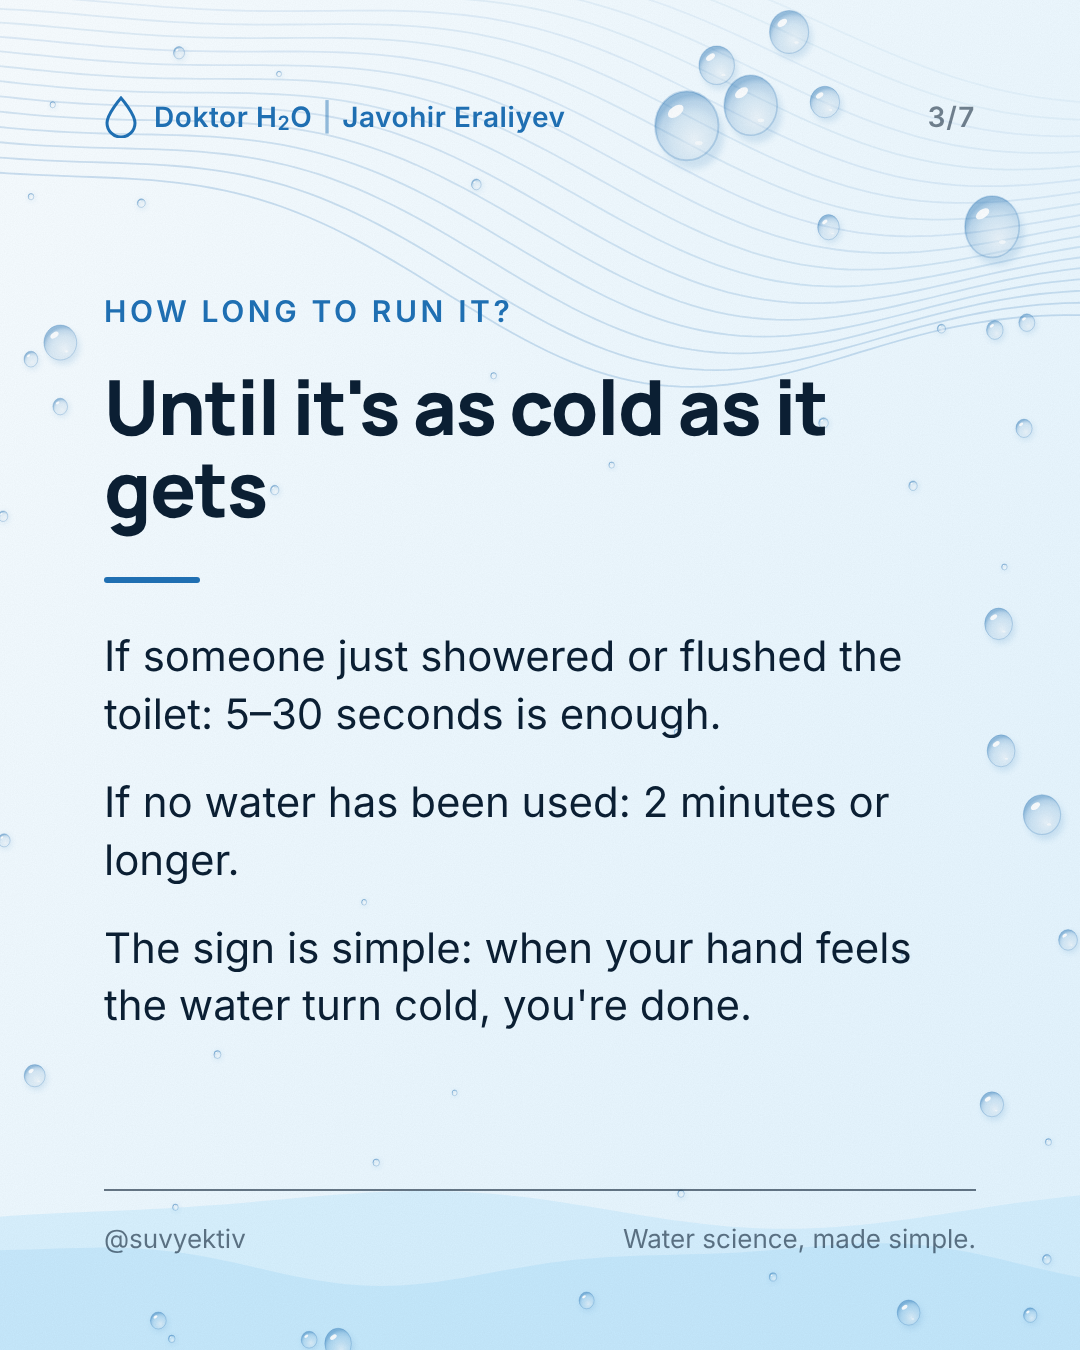 Doktor H₂O | Javohir Eraliyev
3/7
HOW LONG TO RUN IT?
Until it's as cold as it
gets
If someone just showered or flushed the
toilet: 5–30 seconds is enough.
If no water has been used: 2 minutes or
longer.
The sign is simple: when your hand feels
the water turn cold, you're done.
@suvyektiv
Water science, made simple.